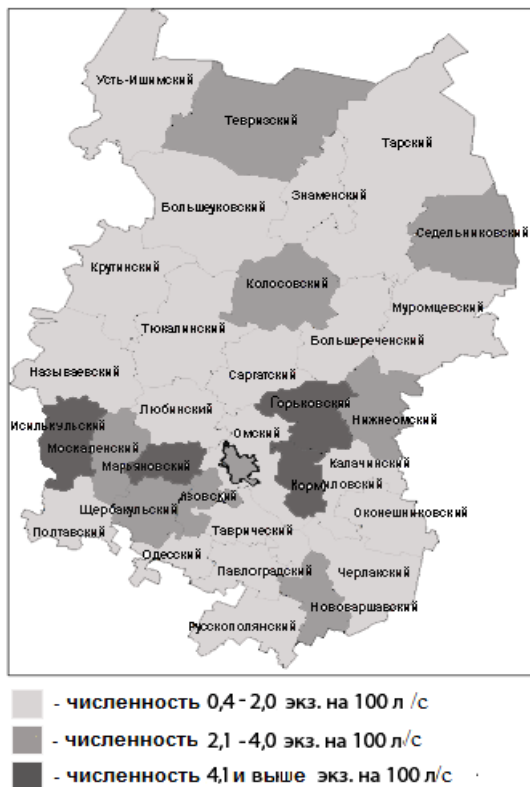 Усть-Ишимский
Тевризский
Тарский
Знаменский
Большеуковский
Седельниковский
Крутинский
Колосовский
Муромцевский
Тюкалинский
Большереченский
Называевский
Саргатский
Горьковский
Любинский
Исилькульский
Нижнеомский
Омский
Москаленский
Марьяновский
Калачинский
Кормиловский
Азовский
Щербакульский
Оконешниковский
Полтавский
Таврический
Одесский
Павлоградский
Черлакский
Нововаршавский
Русскополянский
- численность 0,4 - 2,0 экз. на 100 л /с
- численность 2,1 -4,0 экз. на 100 л/с
- численность 4,1 и выше экз. на 100 л/с